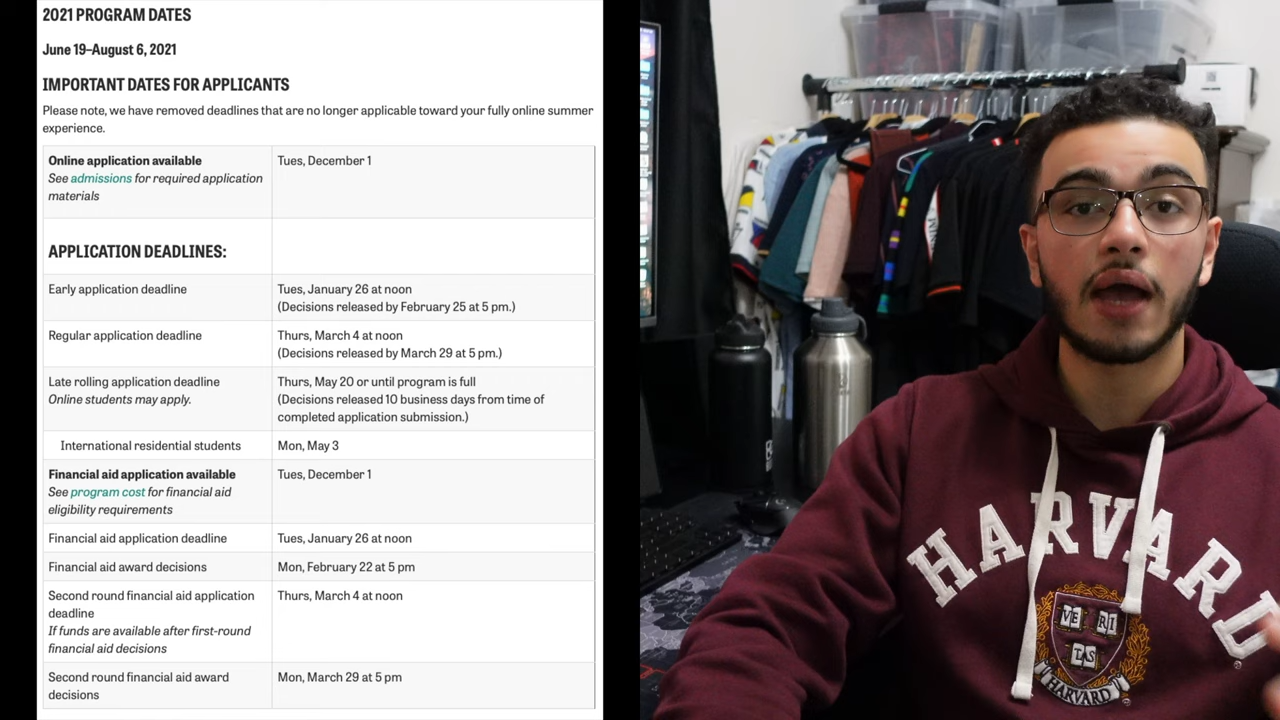 2021 PROGRAM DATES
June 19–August 6, 2021
IMPORTANT DATES FOR APPLICANTS
Please note, we have removed deadlines that are no longer applicable toward your fully online summer
experience.
Online application available
See admissions for required application
materials
Tues, December 1
APPLICATION DEADLINES:
Early application deadline
Tues, January 26 at noon
(Decisions released by February 25 at 5 pm.)
Regular application deadline
Thurs, March 4 at noon
(Decisions released by March 29 at 5 pm.)
Late rolling application deadline
Online students may apply.
Thurs, May 20 or until program is full
(Decisions released 10 business days from time of
completed application submission.)
International residential students
Mon, May 3
Financial aid application available
See program cost for financial aid
eligibility requirements
Tues, December 1
Financial aid application deadline
Tues, January 26 at noon
Financial aid award decisions
Mon, February 22 at 5 pm
Second round financial aid application
deadline
If funds are available after first-round
financial aid decisions
Thurs, March 4 at noon
Second round financial aid award
decisions
Mon, March 29 at 5 pm
HARVARD
VE RI
TAS
HARVARD